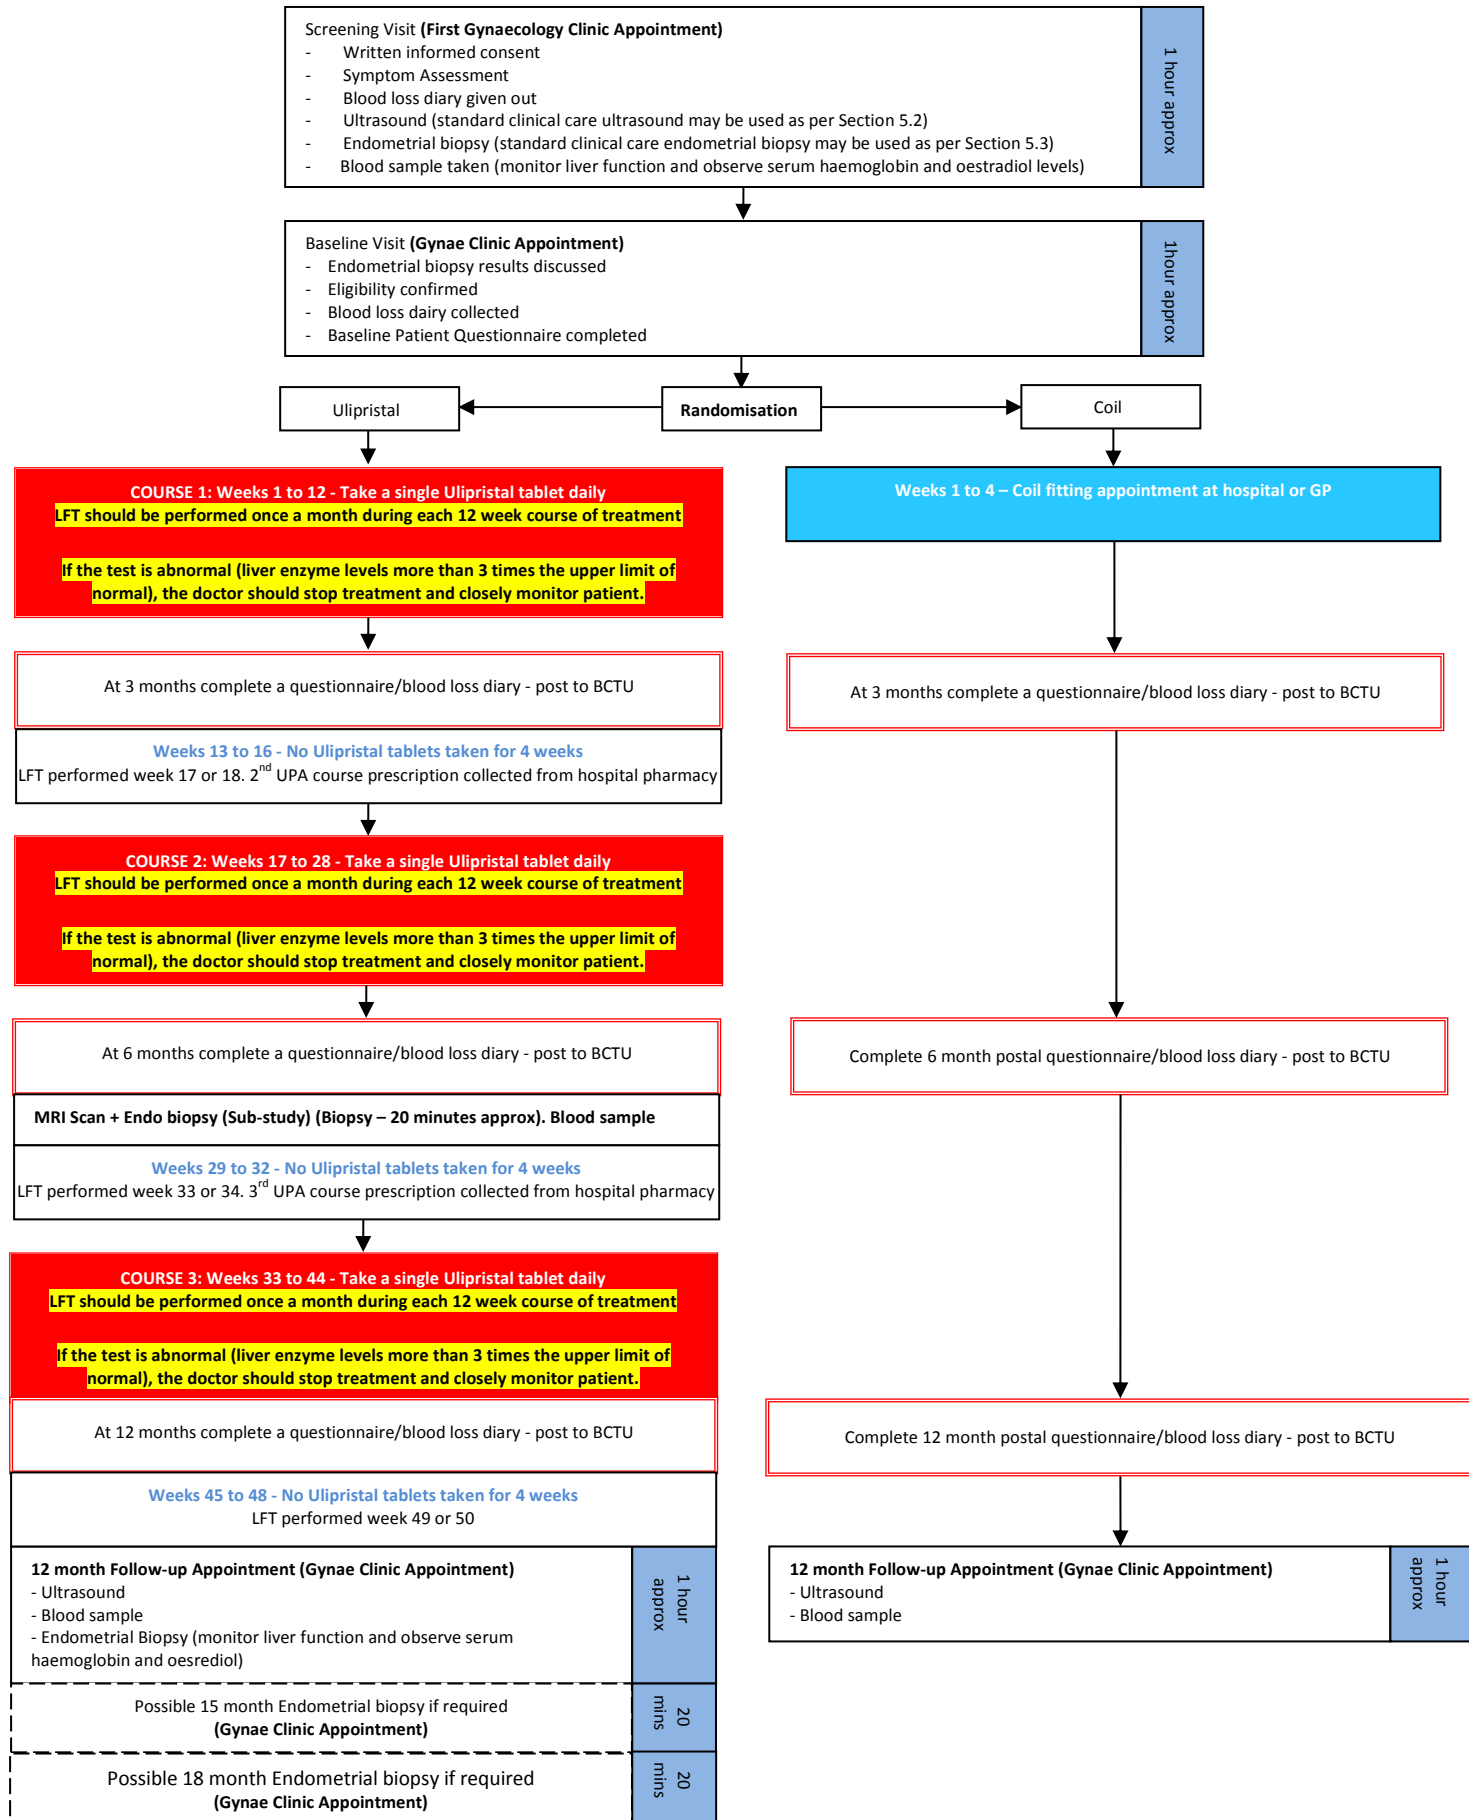 Screening Visit (First Gynaecology Clinic Appointment)
- Written informed consent
- Symptom Assessment
- Blood loss diary given out
- Ultrasound (standard clinical care ultrasound may be used as per Section 5.2)
- Endometrial biopsy (standard clinical care endometrial biopsy may be used as per Section 5.3)
- Blood sample taken (monitor liver function and observe serum haemoglobin and oestradiol levels)
1 hour approx
Baseline Visit (Gynae Clinic Appointment)
- Endometrial biopsy results discussed
- Eligibility confirmed
- Blood loss dairy collected
- Baseline Patient Questionnaire completed
1hour approx
Ulipristal
Randomisation
Coil
COURSE 1: Weeks 1 to 12 - Take a single Ulipristal tablet daily
LFT should be performed once a month during each 12 week course of treatment
If the test is abnormal (liver enzyme levels more than 3 times the upper limit of
normal), the doctor should stop treatment and closely monitor patient.
Weeks 1 to 4 – Coil fitting appointment at hospital or GP
At 3 months complete a questionnaire/blood loss diary - post to BCTU
At 3 months complete a questionnaire/blood loss diary - post to BCTU
Weeks 13 to 16 - No Ulipristal tablets taken for 4 weeks
LFT performed week 17 or 18. 2nd UPA course prescription collected from hospital pharmacy
COURSE 2: Weeks 17 to 28 - Take a single Ulipristal tablet daily
LFT should be performed once a month during each 12 week course of treatment
If the test is abnormal (liver enzyme levels more than 3 times the upper limit of
normal), the doctor should stop treatment and closely monitor patient.
At 6 months complete a questionnaire/blood loss diary - post to BCTU
Complete 6 month postal questionnaire/blood loss diary - post to BCTU
MRI Scan + Endo biopsy (Sub-study) (Biopsy – 20 minutes approx). Blood sample
Weeks 29 to 32 - No Ulipristal tablets taken for 4 weeks
LFT performed week 33 or 34. 3rd UPA course prescription collected from hospital pharmacy
COURSE 3: Weeks 33 to 44 - Take a single Ulipristal tablet daily
LFT should be performed once a month during each 12 week course of treatment
If the test is abnormal (liver enzyme levels more than 3 times the upper limit of
normal), the doctor should stop treatment and closely monitor patient.
At 12 months complete a questionnaire/blood loss diary - post to BCTU
Complete 12 month postal questionnaire/blood loss diary - post to BCTU
Weeks 45 to 48 - No Ulipristal tablets taken for 4 weeks
LFT performed week 49 or 50
12 month Follow-up Appointment (Gynae Clinic Appointment)
- Ultrasound
- Blood sample
- Endometrial Biopsy (monitor liver function and observe serum
haemoglobin and oesrediol)
1 hour
approx
12 month Follow-up Appointment (Gynae Clinic Appointment)
- Ultrasound
- Blood sample
1 hour
approx
Possible 15 month Endometrial biopsy if required
(Gynae Clinic Appointment)
20
mins
Possible 18 month Endometrial biopsy if required
(Gynae Clinic Appointment)
20
mins